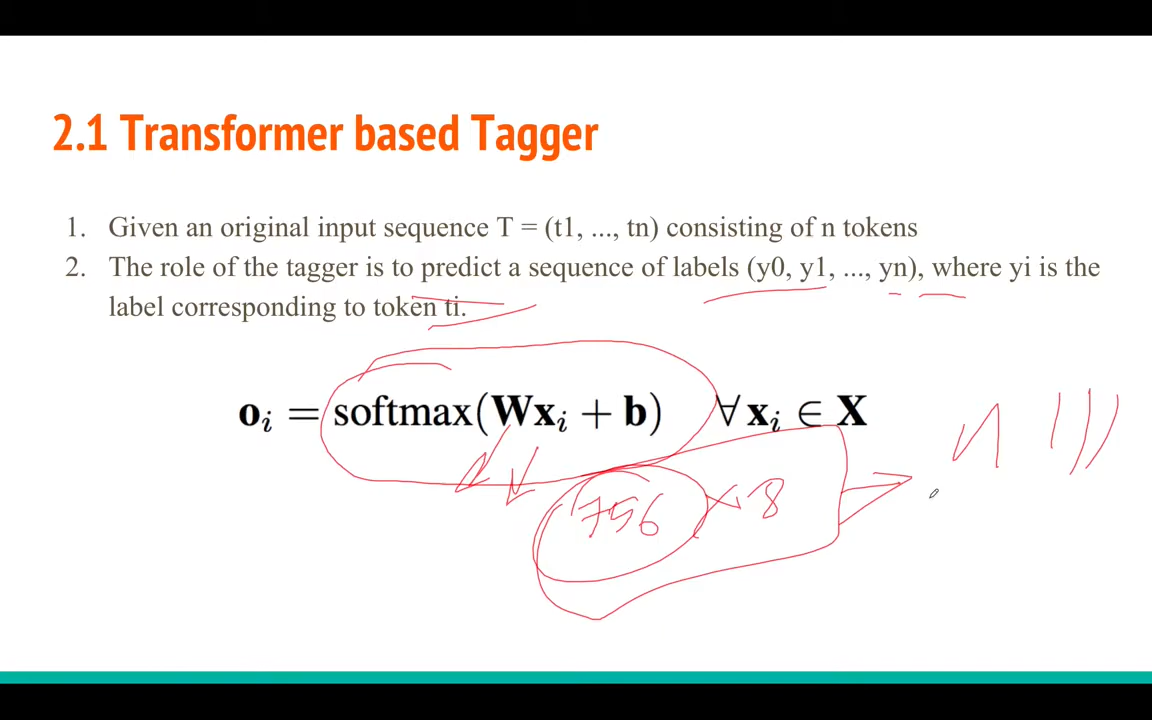 2.1 Transformer based Tagger
1. Given an original input sequence T = (t1, ..., tn) consisting of n tokens
2. The role of the tagger is to predict a sequence of labels (y0, y1, ..., yn), where yi is the
label corresponding to token ti.
oᵢ = softmax(Wxᵢ + b) ∀xᵢ ∈ X
756 × 8